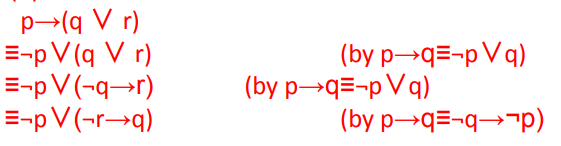 p→(q ∨ r)
≡¬p∨(q ∨ r) (by p→q≡¬p∨q)
≡¬p∨(¬q→r) (by p→q≡¬p∨q)
≡¬p∨(¬r→q) (by p→q≡¬q→¬p)